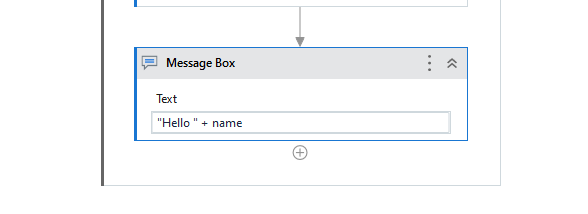 Message Box
Text
"Hello " + name